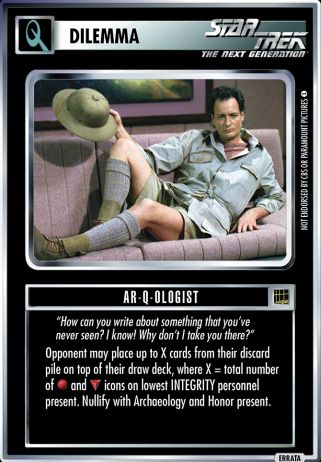 Q DILEMMA
STAR TREK
THE NEXT GENERATION
NOT ENDORSED BY CBS OR PARAMOUNT PICTURES
AR-Q-OLOGIST
"How can you write about something that you've
never seen? I know! Why don't I take you there?"
Opponent may place up to X cards from their discard
pile on top of their draw deck, where X = total number
of and icons on lowest INTEGRITY personnel
present. Nullify with Archaeology and Honor present.
ERRATA